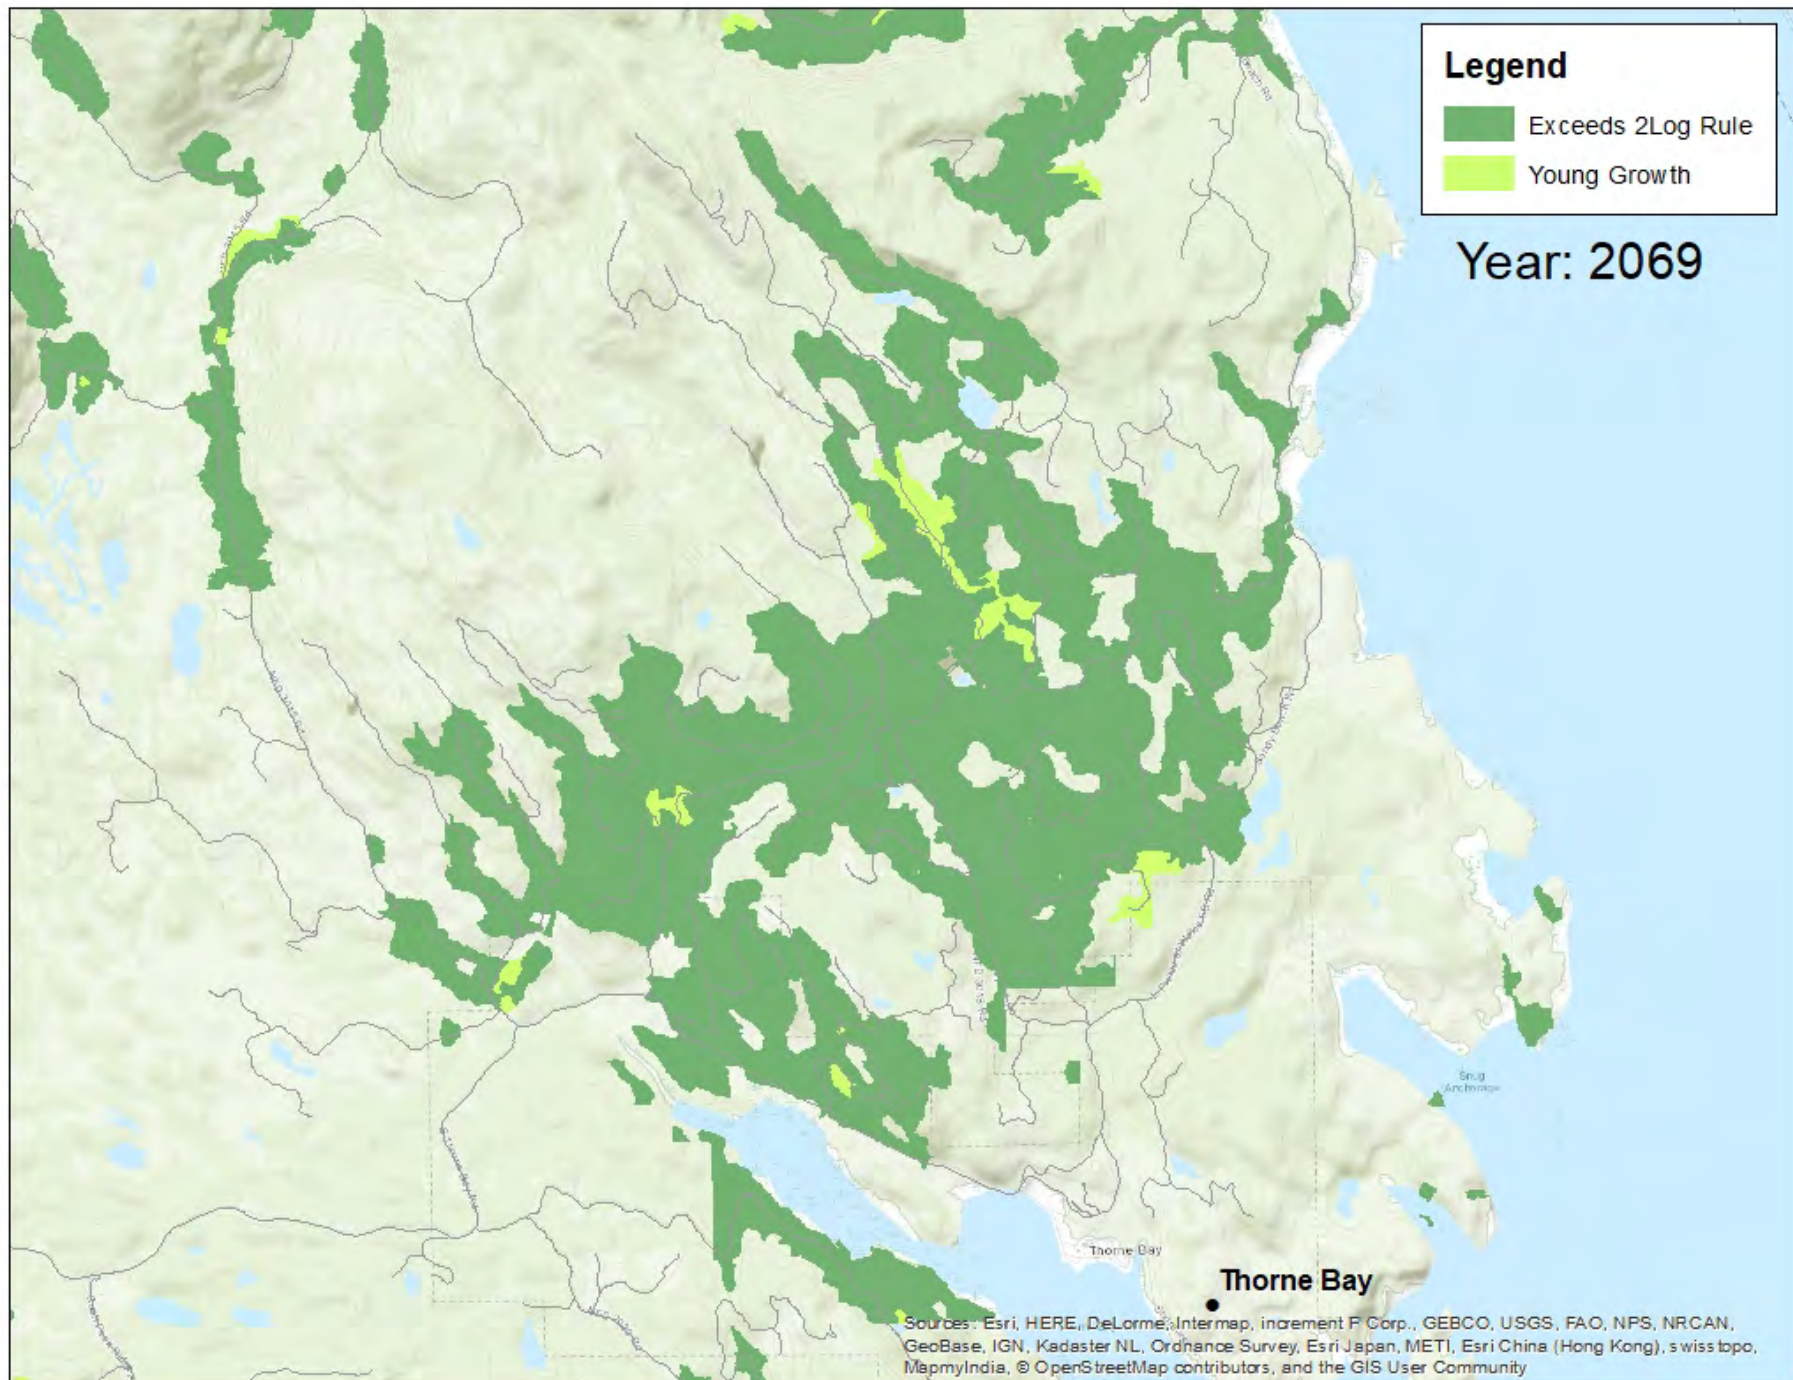 Legend
Exceeds 2Log Rule
Young Growth
Year: 2069
Snug
Anchorage
Thorne Bay
Thorne Bay
Sources: Esri, HERE, DeLorme, Intermap, increment P Corp., GEBCO, USGS, FAO, NPS, NRCAN,
GeoBase, IGN, Kadaster NL, Ordnance Survey, Esri Japan, METI, Esri China (Hong Kong), swisstopo,
MapmyIndia, © OpenStreetMap contributors, and the GIS User Community